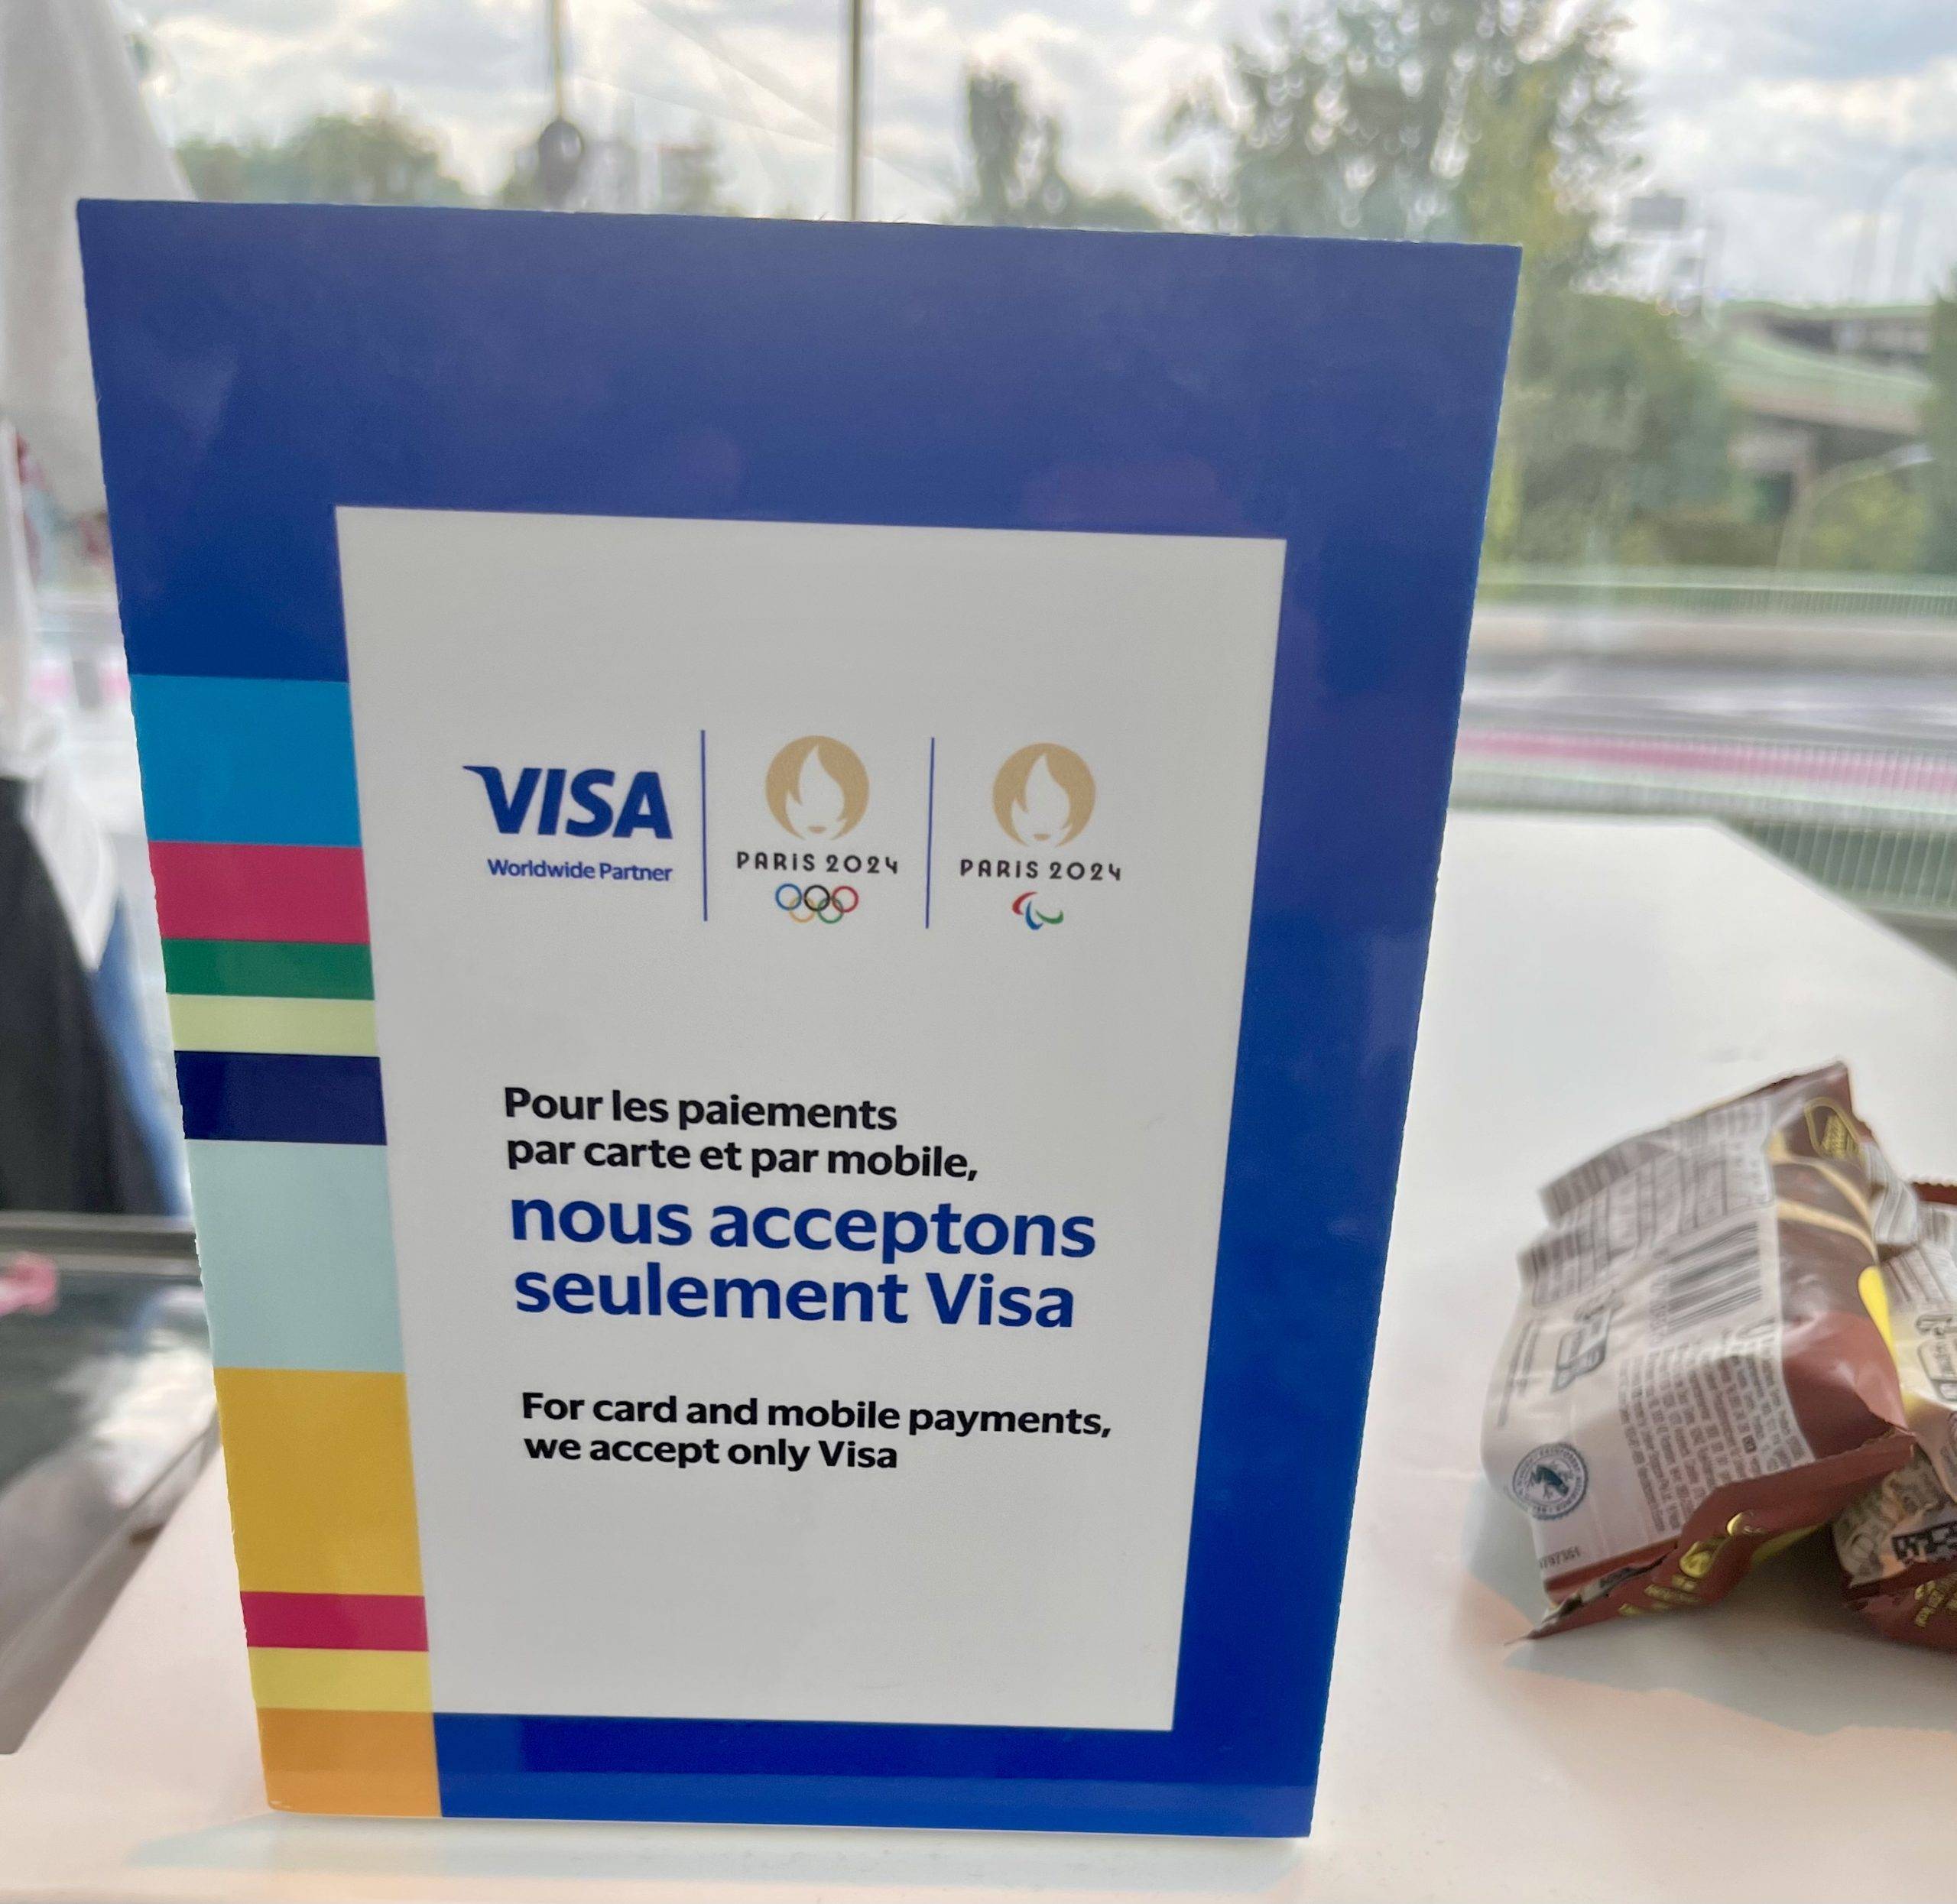 VISA
Worldwide Partner
PARIS 2024
PARIS 2024
Pour les paiements
par carte et par mobile,
nous acceptons
seulement Visa
For card and mobile payments,
we accept only Visa